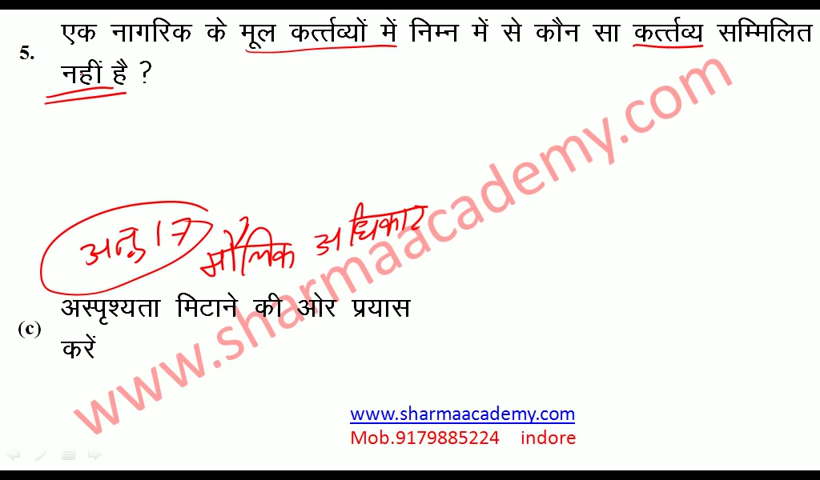 एक नागरिक के मूल कर्त्तव्यों में निम्न में से कौन सा कर्त्तव्य सम्मिलित
5.
नहीं है ?
www.sharmaacademy.com
अनु 17 मौलिक अधिकार
अस्पृश्यता मिटाने की ओर प्रयास
(c)
करें
www.sharmaacademy.com
Mob.9179885224 indore